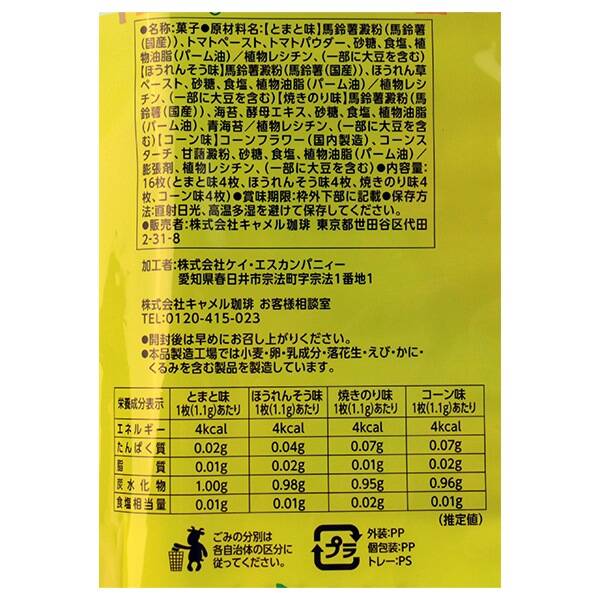 ●名称:菓子●原材料名:【とまと味】馬鈴薯澱粉(馬鈴薯
(国産))、トマトペースト、トマトパウダー、砂糖、食塩、植
物油脂(パーム油)/植物レシチン、(一部に大豆を含む)
【ほうれんそう味】馬鈴薯澱粉(馬鈴薯(国産))、ほうれん草
ペースト、砂糖、食塩、植物油脂(パーム油)/植物レシ
チン、(一部に大豆を含む)【焼きのり味】馬鈴薯澱粉(馬
鈴薯(国産))、海苔、酵母エキス、砂糖、食塩、植物油脂
(パーム油)、青海苔/植物レシチン、(一部に大豆を含
む)【コーン味】コーンフラワー(国内製造)、コーンス
ターチ、甘藷澱粉、砂糖、食塩、植物油脂(パーム油)/
膨張剤、植物レシチン、(一部に大豆を含む)●内容量:
16枚(とまと味4枚、ほうれんそう味4枚、焼きのり味4
枚、コーン味4枚)●賞味期限:枠外下部に記載●保存方
法:直射日光、高温多湿を避けて保存してください。
●販売者:株式会社キャメル珈琲 東京都世田谷区代田
2-31-8
加工者:株式会社ケイ・エスカンパニィー
愛知県春日井市宗法町字宗法1番地1
株式会社キャメル珈琲 お客様相談室
TEL:0120-415-023
●開封後は早めにお召し上がりください。
●本品製造工場では小麦・卵・乳成分・落花生・えび・かに・
くるみを含む製品を製造しています。
栄養成分表示 とまと味 1枚(1.1g)あたり ほうれんそう味 1枚(1.1g)あたり 焼きのり味 1枚(1.1g)あたり コーン味 1枚(1.1g)あたり
エネルギー 4kcal 4kcal 4kcal 4kcal
たんぱく質 0.02g 0.04g 0.07g 0.07g
脂質 0.01g 0.02g 0.01g 0.01g
炭水化物 1.00g 0.98g 0.95g 0.96g
食塩相当量 0.01g 0.01g 0.02g 0.01g
(推定値)
ごみの分別は
各自治体の区分に
従ってください。
プラ
外装:PP
個包装:PP
トレー:PS